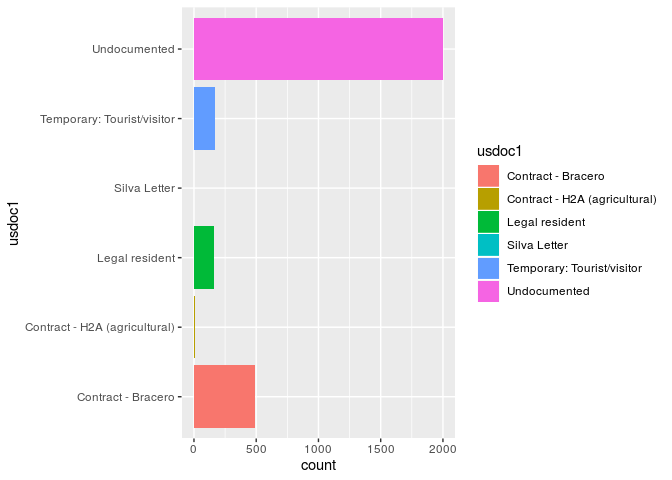 Undocumented
Temporary: Tourist/visitor
Silva Letter
Legal resident
Contract - H2A (agricultural)
Contract - Bracero
usdoc1
0 500 1000 1500 2000
count
usdoc1
Contract - Bracero
Contract - H2A (agricultural)
Legal resident
Silva Letter
Temporary: Tourist/visitor
Undocumented